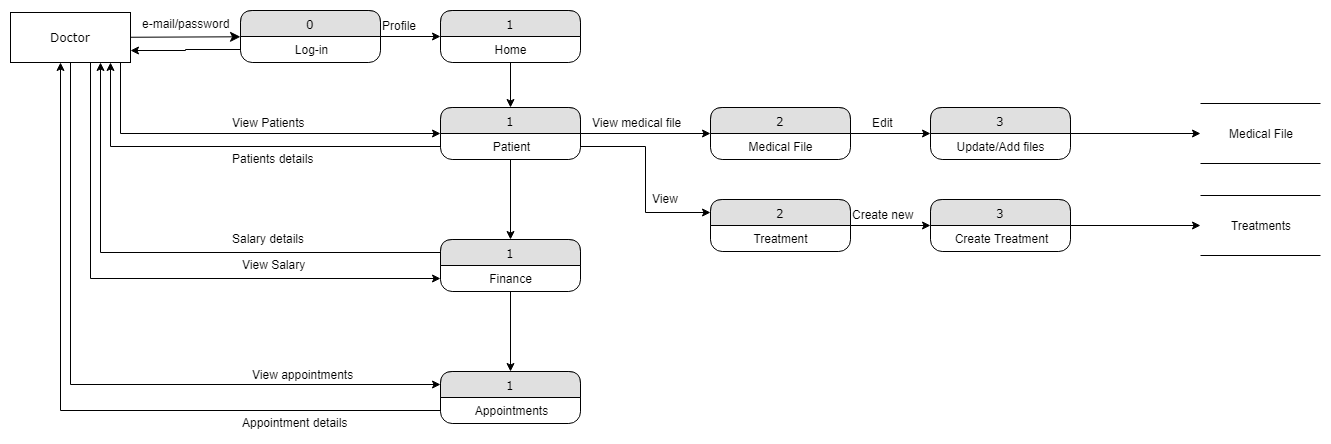 Doctor
e-mail/password
0
Log-in
Profile
1
Home
View Patients
Patients details
1
Patient
View medical file
2
Medical File
Edit
3
Update/Add files
Medical File
View
2
Treatment
Create new
3
Create Treatment
Treatments
Salary details
View Salary
1
Finance
View appointments
Appointment details
1
Appointments